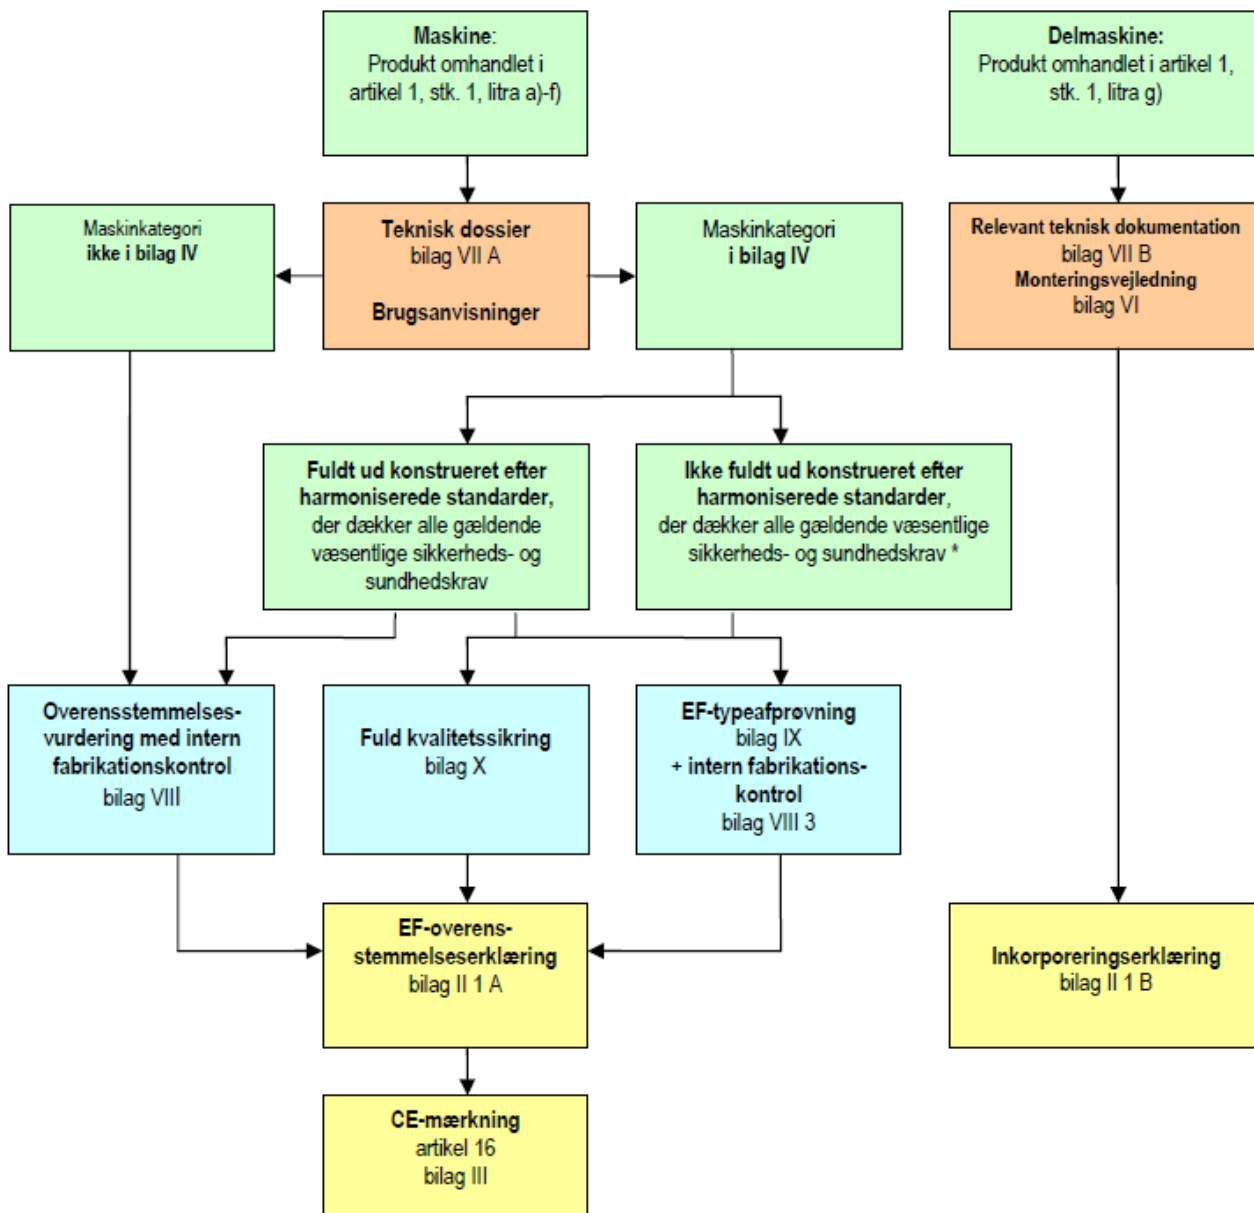 Maskine:
Produkt omhandlet i
artikel 1, stk. 1, litra a)-f)
Delmaskine:
Produkt omhandlet i artikel 1,
stk. 1, litra g)
Maskinkategori
ikke i bilag IV
Teknisk dossier
bilag VII A
Brugsanvisninger
Maskinkategori
i bilag IV
Relevant teknisk dokumentation
bilag VII B
Monteringsvejledning
bilag VI
Fuldt ud konstrueret efter
harmoniserede standarder,
der dækker alle gældende
væsentlige sikkerheds- og
sundhedskrav
Ikke fuldt ud konstrueret efter
harmoniserede standarder,
der dækker alle gældende væsentlige
sikkerheds- og sundhedskrav *
Overensstemmelses-
vurdering med intern
fabrikationskontrol
bilag VIII
Fuld kvalitetssikring
bilag X
EF-typeafprøvning
bilag IX
+ intern fabrikations-
kontrol
bilag VIII 3
EF-overens-
stemmelseserklæring
bilag II 1 A
Inkorporeringserklæring
bilag II 1 B
CE-mærkning
artikel 16
bilag III